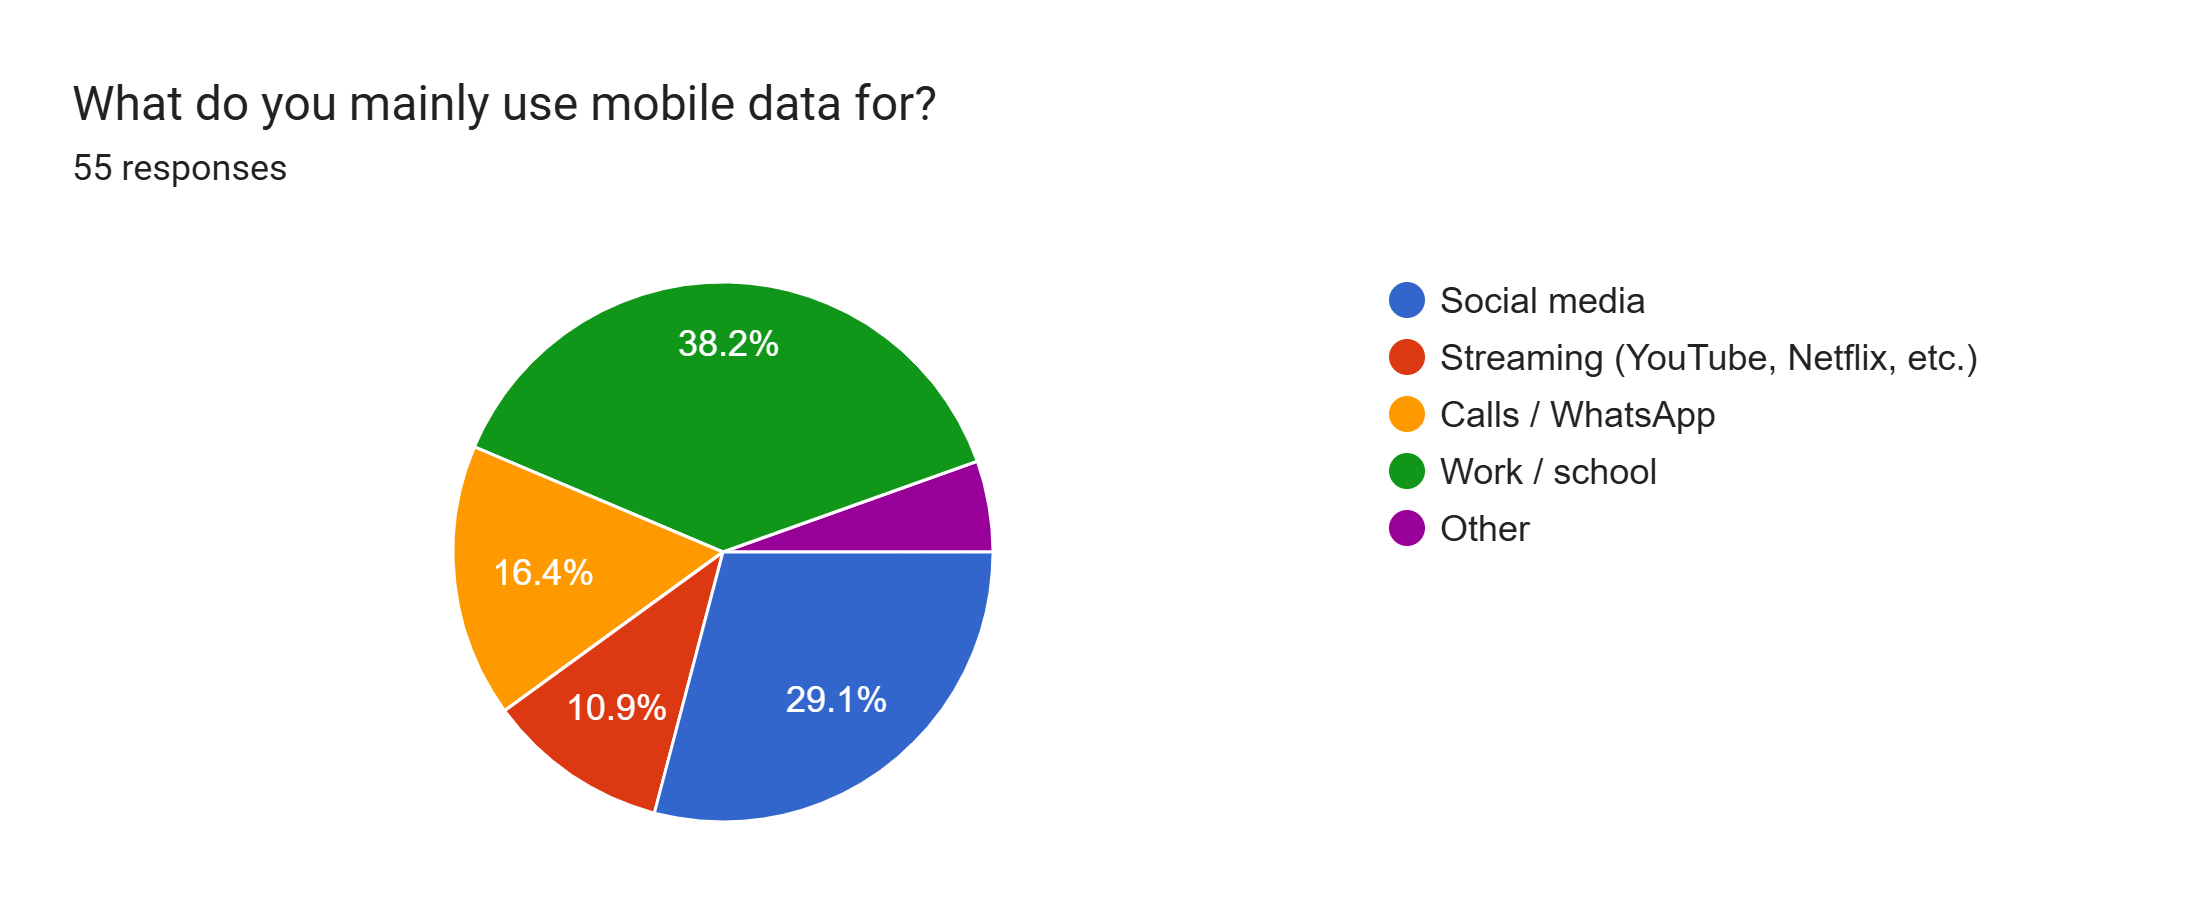 What do you mainly use mobile data for?
55 responses
38.2%
16.4%
10.9%
29.1%
Social media
Streaming (YouTube, Netflix, etc.)
Calls / WhatsApp
Work / school
Other